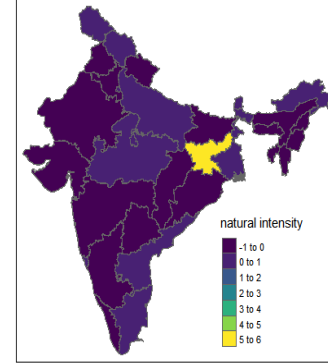 natural intensity
-1 to 0
0 to 1
1 to 2
2 to 3
3 to 4
4 to 5
5 to 6